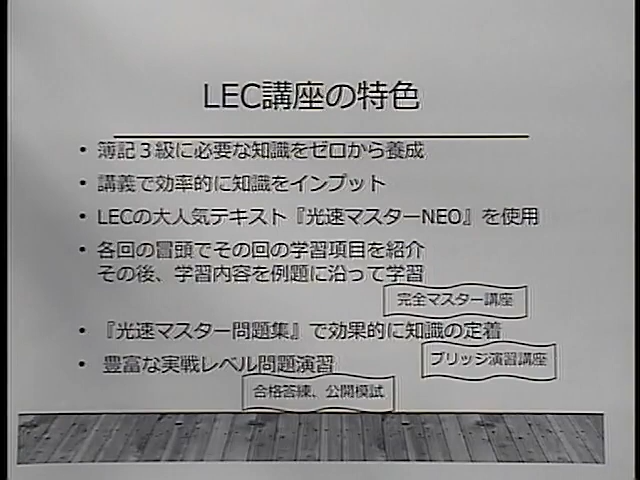 LEC講座の特色
• 簿記３級に必要な知識をゼロから養成
• 講義で効率的に知識をインプット
• LECの大人気テキスト『光速マスターNEO』を使用
• 各回の冒頭でその回の学習項目を紹介
その後、学習内容を例題に沿って学習
完全マスター講座
• 『光速マスター問題集』で効果的に知識の定着
ブリッジ演習講座
• 豊富な実戦レベル問題演習
合格答練、公開模試